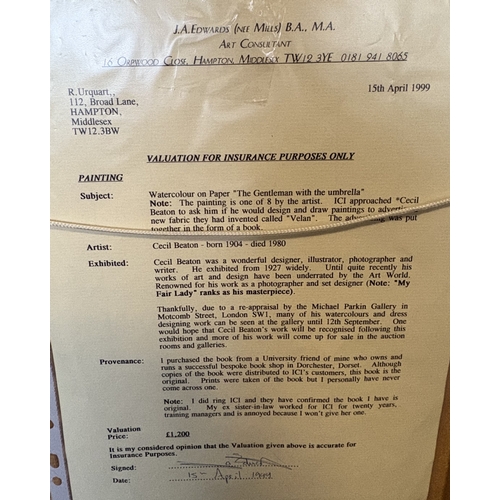 J.A.EDWARDS (NEE MILLS) B.A., M.A.
ART CONSULTANT
16 ORPWOOD CLOSE, HAMPTON, MIDDLESEX TW12 3YE 0181 941 8065
R.Urquart,, 15th April 1999
112, Broad Lane,
HAMPTON,
Middlesex
TW12.3BW
VALUATION FOR INSURANCE PURPOSES ONLY
PAINTING
Subject: Watercolour on Paper "The Gentleman with the umbrella"
Note: The painting is one of 8 by the artist. ICI approached *Cecil
Beaton to ask him if he would design and draw paintings to advertise
new fabric they had invented called "Velan". The advertising was put
together in the form of a book.
Artist: Cecil Beaton - born 1904 - died 1980
Exhibited: Cecil Beaton was a wonderful designer, illustrator, photographer and
writer. He exhibited from 1927 widely. Until quite recently his
works of art and design have been underrated by the Art World.
Renowned for his work as a photographer and set designer (Note: "My
Fair Lady" ranks as his masterpiece).
Thankfully, due to a re-appraisal by the Michael Parkin Gallery in
Motcomb Street, London SW1, many of his watercolours and dress
designing work can be seen at the gallery until 12th September. One
would hope that Cecil Beaton's work will be recognised following this
exhibition and more of his work will come up for sale in the auction
rooms and galleries.
Provenance: I purchased the book from a University friend of mine who owns and
runs a successful bespoke book shop in Dorchester, Dorset. Although
copies of the book were distributed to ICI's customers, this book is the
original. Prints were taken of the book but I personally have never
come across one.
Note: I did ring ICI and they have confirmed the book I have is
original. My ex sister-in-law worked for ICI for twenty years,
training managers and is annoyed because I won't give her one.
Valuation
Price: £1,200
It is my considered opinion that the Valuation given above is accurate for
Insurance Purposes.
Signed:
Date: 15 - April 1999